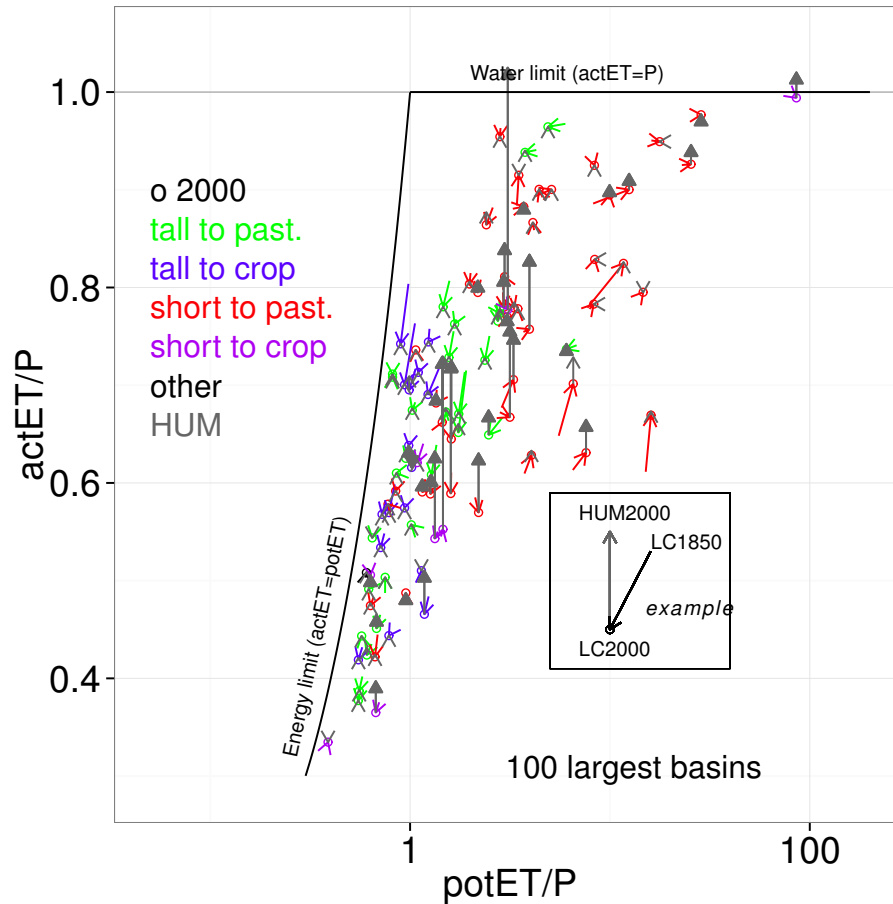 Water limit (actET=P)
1.0
o 2000
tall to past.
tall to crop
0.8
short to past.
short to crop
other
HUM
actET/P
0.6
HUM2000
LC1850
example
LC2000
Energy limit (actET=potET)
0.4
100 largest basins
1
100
potET/P